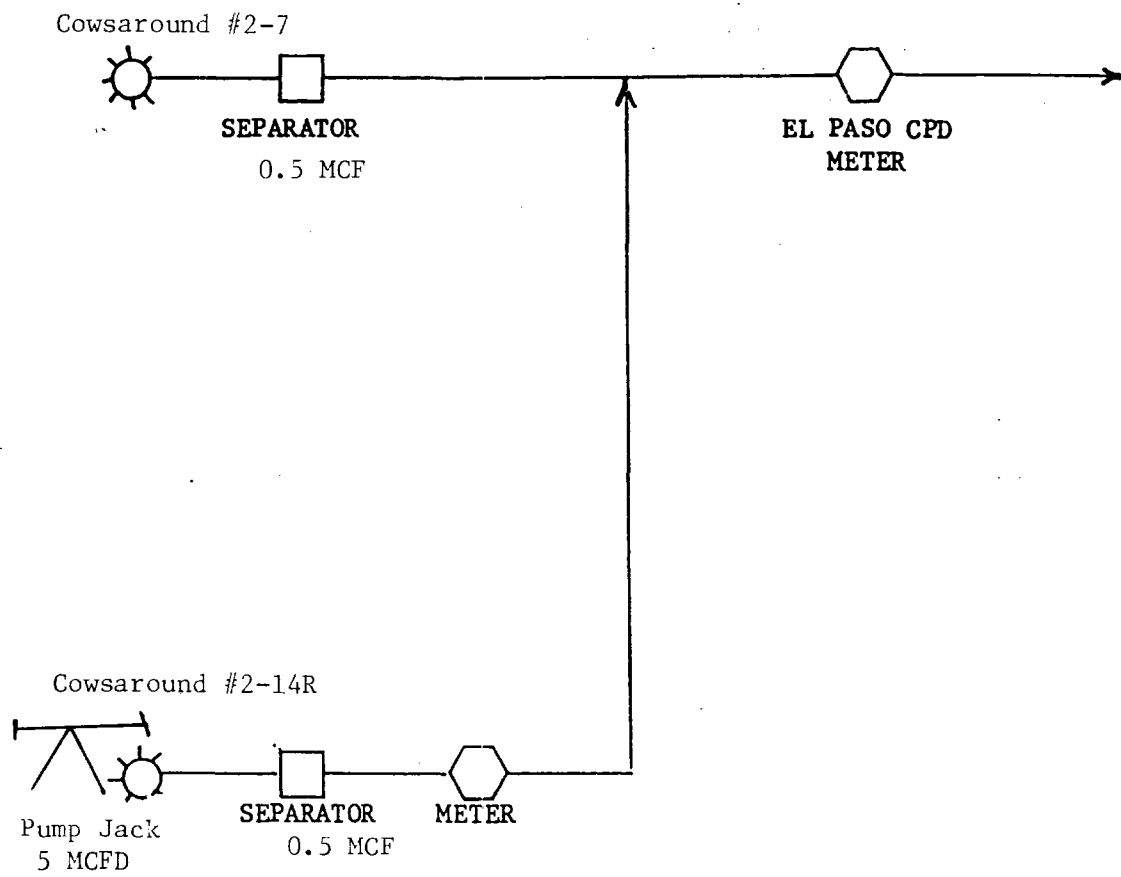 Cowsaround #2-7
SEPARATOR
0.5 MCF
EL PASO CPD
METER
Cowsaround #2-14R
SEPARATOR
0.5 MCF
METER
Pump Jack
5 MCFD